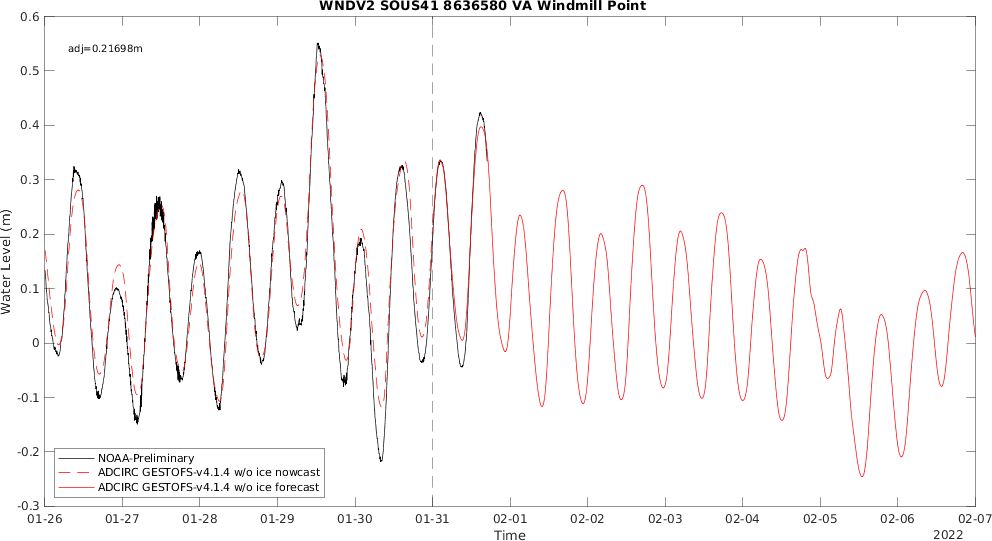 WNDV2 SOUS41 8636580 VA Windmill Point
adj=0.21698m
Water Level (m)
0.6
0.5
0.4
0.3
0.2
0.1
0
-0.1
-0.2
-0.3
NOAA-Preliminary
ADCIRC GESTOFS-v4.1.4 w/o ice nowcast
ADCIRC GESTOFS-v4.1.4 w/o ice forecast
01-26 01-27 01-28 01-29 01-30 01-31 02-01 02-02 02-03 02-04 02-05 02-06 02-07
Time
2022